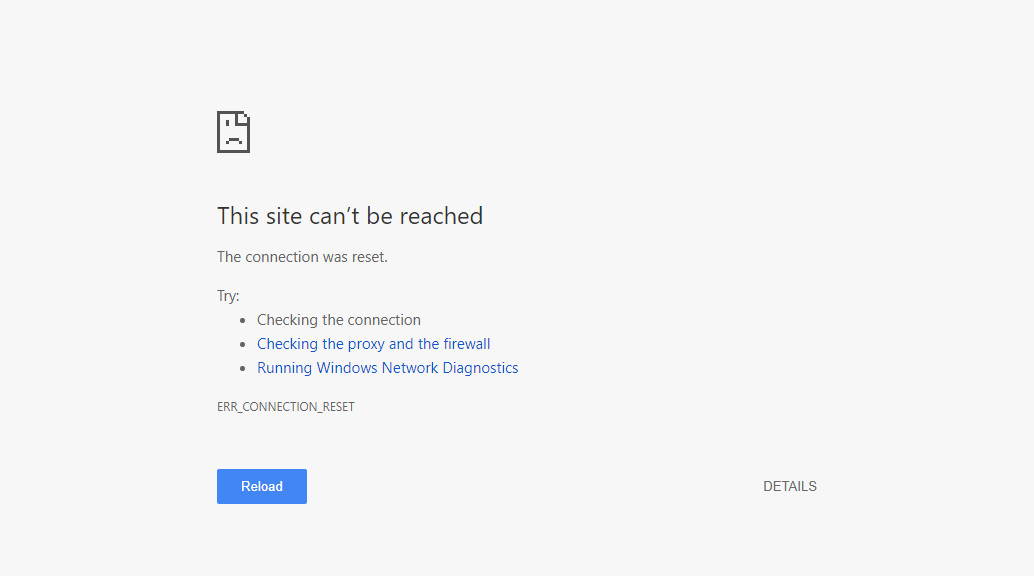 This site can’t be reached
The connection was reset.
Try:
Checking the connection
Checking the proxy and the firewall
Running Windows Network Diagnostics
ERR_CONNECTION_RESET
Reload
DETAILS